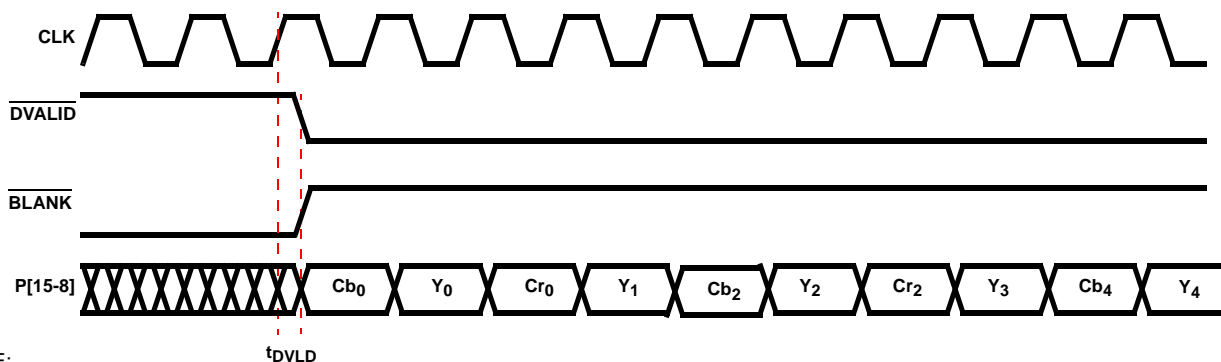 CLK
DVALID
BLANK
P[15-8] Cb0 Y0 Cr0 Y1 Cb2 Y2 Cr2 Y3 Cb4 Y4
tDVLD